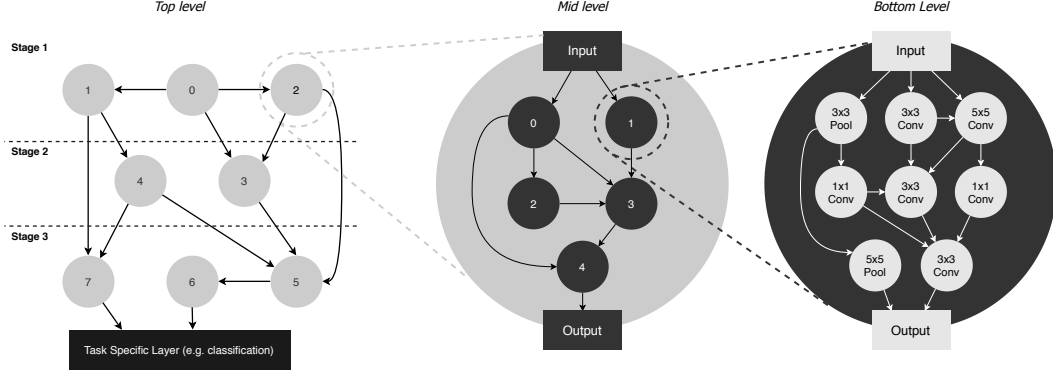 Top level
Stage 1
1
0
2
Stage 2
4
3
Stage 3
7
6
5
Task Specific Layer (e.g. classification)
Mid level
Input
0
1
2
3
4
Output
Bottom Level
Input
3x3
Pool
3x3
Conv
5x5
Conv
1x1
Conv
3x3
Conv
1x1
Conv
5x5
Pool
3x3
Conv
Output